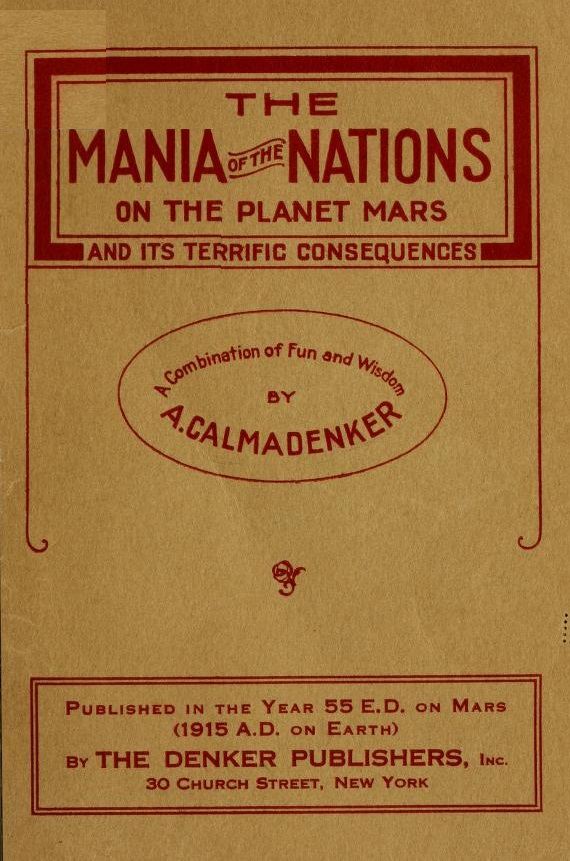 THE
MANIA OF THE NATIONS
ON THE PLANET MARS
AND ITS TERRIFIC CONSEQUENCES
A Combination of Fun and Wisdom
BY
A. CALMADENKER
PUBLISHED IN THE YEAR 55 E.D. ON MARS
(1915 A.D. ON EARTH)
BY THE DENKER PUBLISHERS, INC.
30 CHURCH STREET, NEW YORK